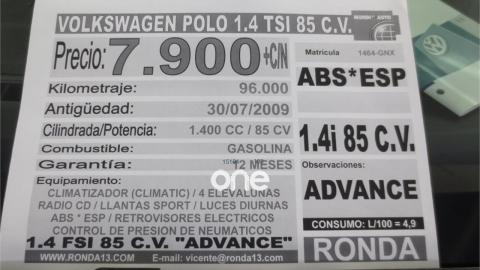 VOLKSWAGEN POLO 1.4 TSI 85 C.V.
Precio: 7.900 +C/N
Matrícula 1464-GNX
Kilometraje: 96.000
ABS*ESP
Antigüedad: 30/07/2009
Cilindrada/Potencia: 1.400 CC / 85 CV
1.4i 85 C.V.
Combustible: GASOLINA
Garantía: 12 MESES
Observaciones:
one
Equipamiento:
ADVANCE
CLIMATIZADOR (CLIMATIC) / 4 ELEVALUNAS
RADIO CD / LLANTAS SPORT / LUCES DIURNAS
ABS * ESP / RETROVISORES ELECTRICOS
CONTROL DE PRESION DE NEUMATICOS
CONSUMO: L/100 = 4,9
1.4 FSI 85 C.V. "ADVANCE"
RONDA
WWW.RONDA13.COM E-mail: vicente@ronda13.com